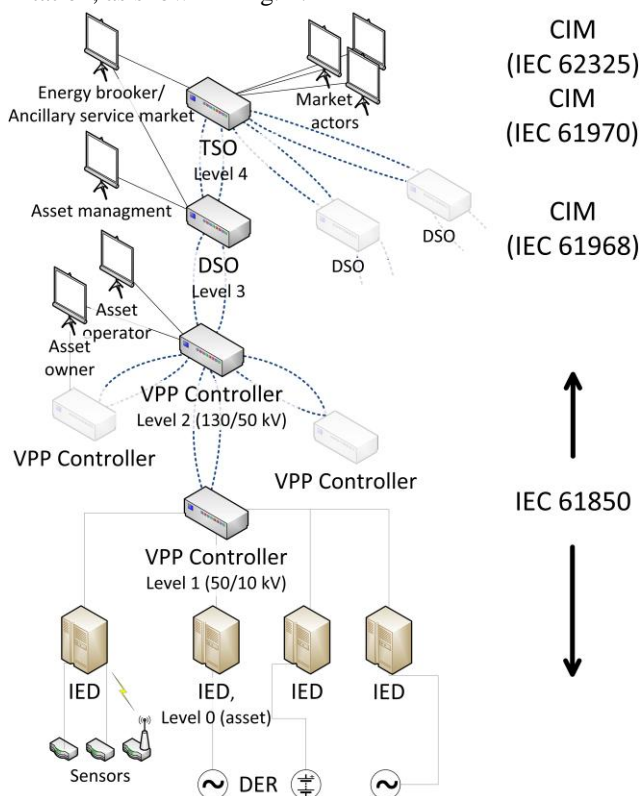 CIM
(IEC 62325)
Energy brooker/
Ancillary service market
Market
actors
CIM
(IEC 61970)
TSO
Level 4
Asset managment
DSO
Level 3
DSO
DSO
CIM
(IEC 61968)
Asset
operator
Asset
owner
VPP Controller
Level 2 (130/50 kV)
VPP Controller
VPP Controller
IEC 61850
VPP Controller
Level 1 (50/10 kV)
IED
IED,
Level 0 (asset)
IED
IED
Sensors
DER